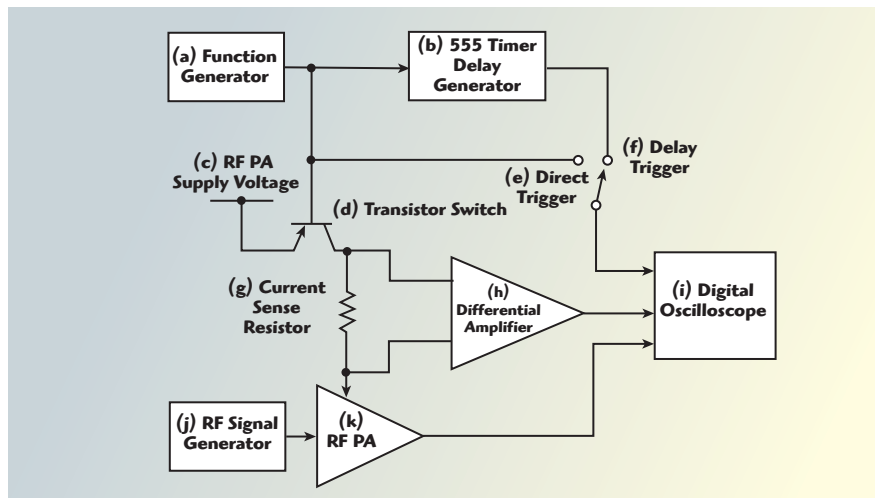 (a) Function
Generator
(b) 555 Timer
Delay
Generator
(c) RF PA
Supply Voltage
(d) Transistor Switch
(e) Direct
Trigger
(f) Delay
Trigger
(g) Current
Sense
Resistor
(h)
Differential
Amplifier
(i) Digital
Oscilloscope
(j) RF Signal
Generator
(k)
RF PA